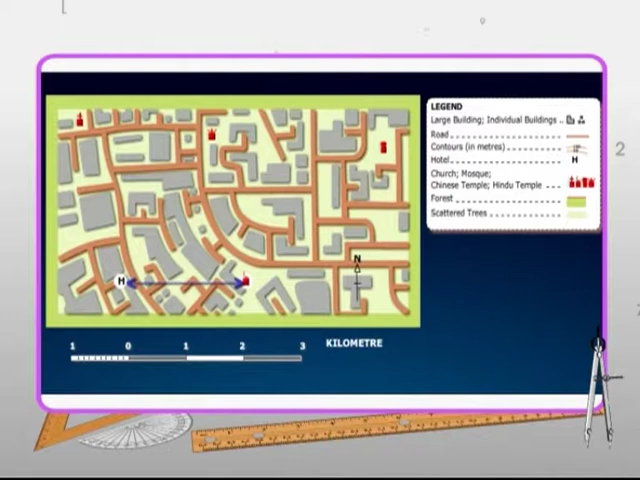 LEGEND
Large Building; Individual Buildings ..
Road
Contours (in metres)
Hotel H
Church; Mosque;
Chinese Temple; Hindu Temple
Forest
Scattered Trees
N
H
1 0 1 2 3 KILOMETRE
2